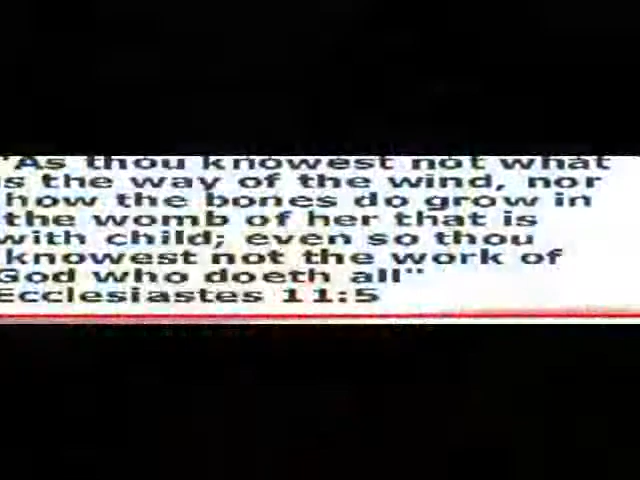 "As thou knowest not what
s the way of the wind, nor
how the bones do grow in
the womb of her that is
with child; even so thou
knowest not the work of
God who doeth all"
Ecclesiastes 11:5